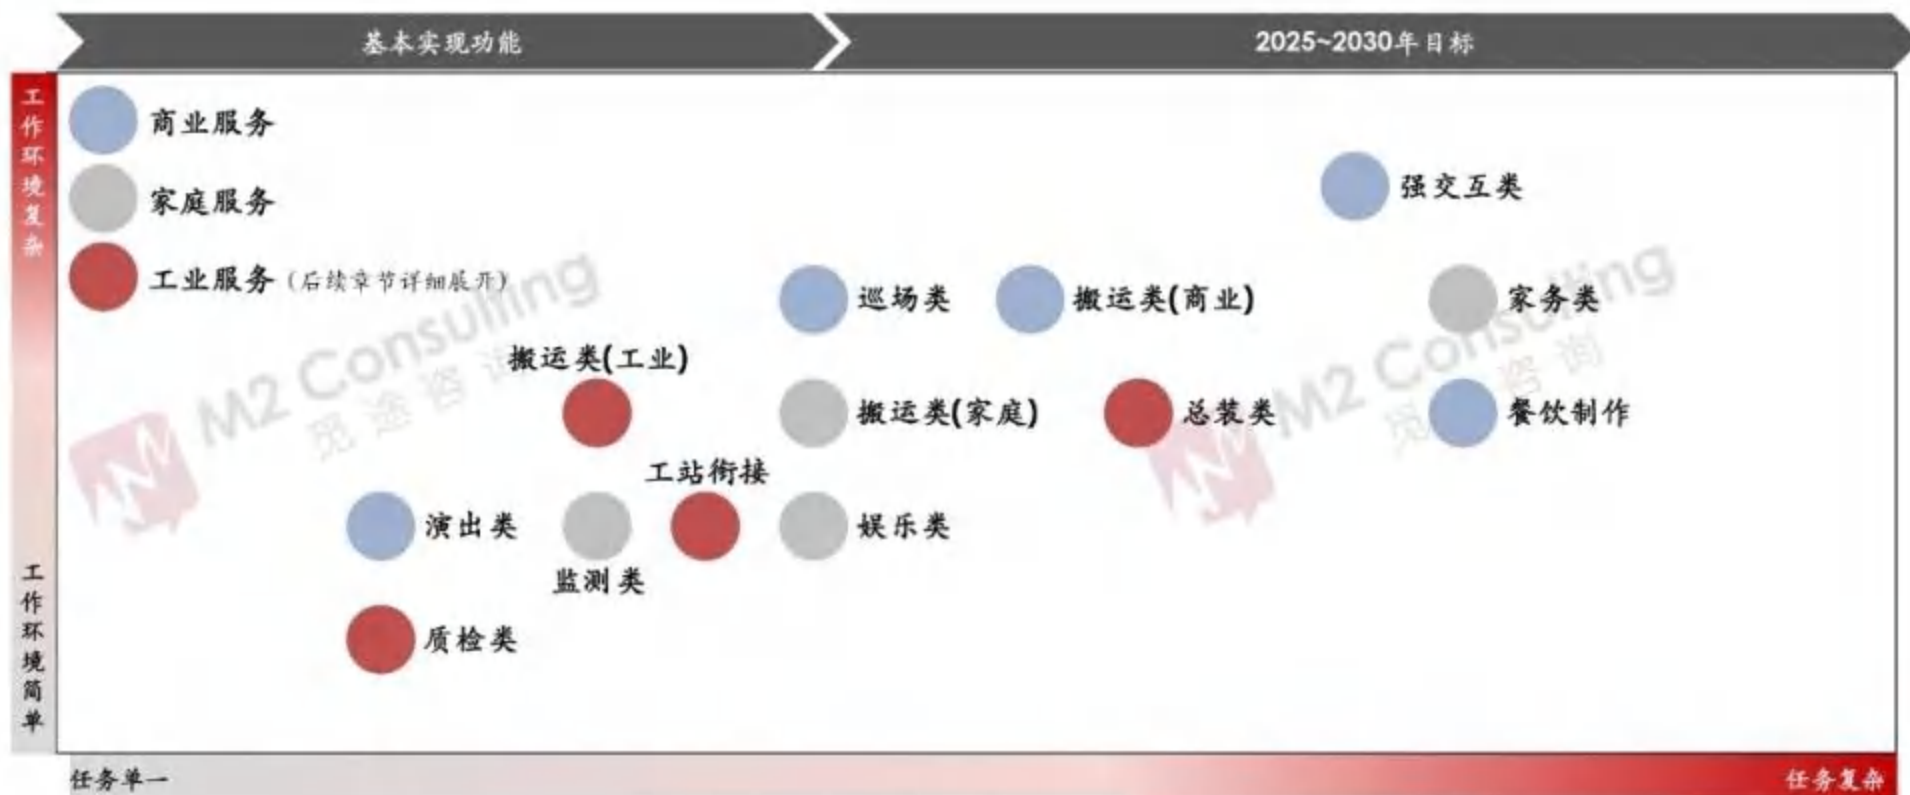 基本实现功能
2025~2030年目标
工作环境复杂
商业服务
家庭服务
工业服务（后续章节详细展开）
强交互类
巡场类
搬运类(商业)
家务类
搬运类(工业)
搬运类(家庭)
总装类
餐饮制作
工站衔接
演出类
娱乐类
监测类
质检类
工作环境简单
任务单一
任务复杂
M2 Consulting
觅途咨询
M2 Consulting
觅途咨询